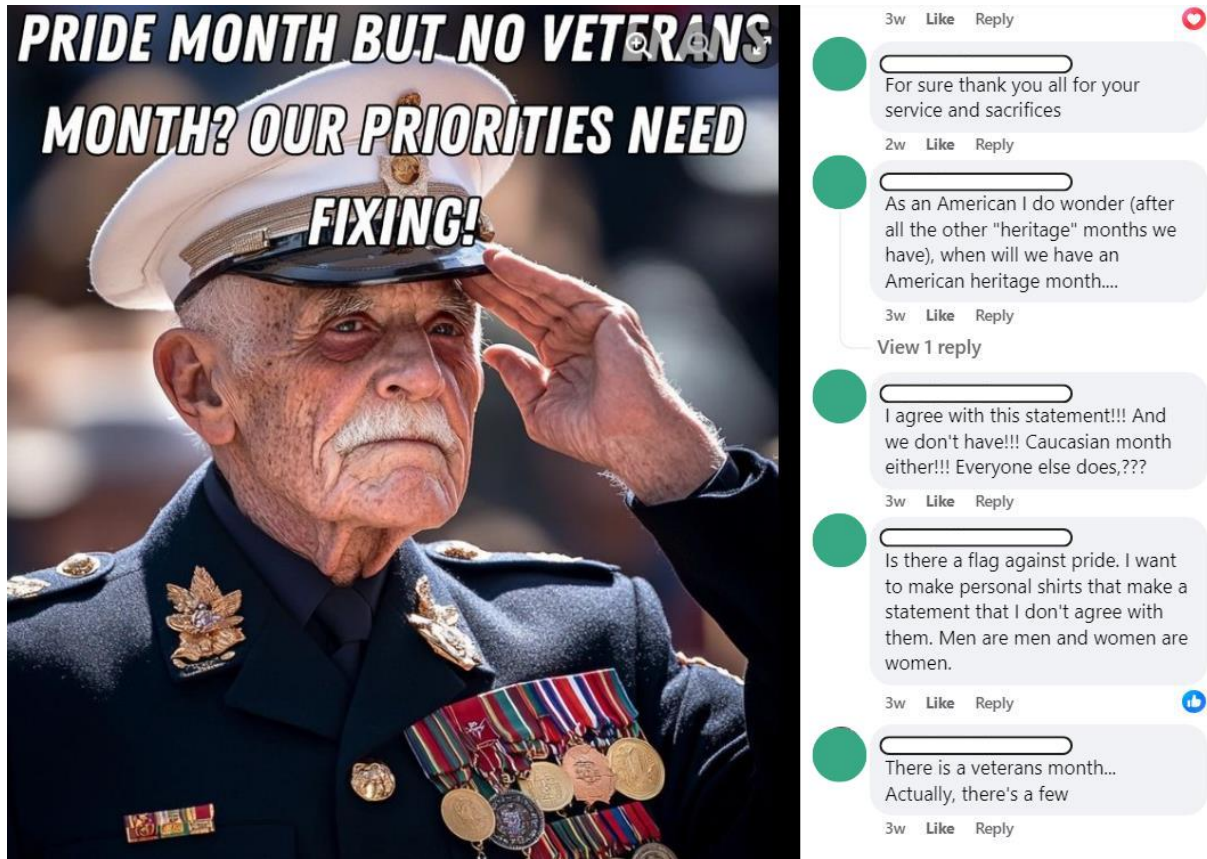 PRIDE MONTH BUT NO VETERANS
MONTH? OUR PRIORITIES NEED
FIXING!
3w Like Reply
For sure thank you all for your
service and sacrifices
2w Like Reply
As an American I do wonder (after
all the other "heritage" months we
have), when will we have an
American heritage month....
3w Like Reply
View 1 reply
I agree with this statement!!! And
we don't have!!! Caucasian month
either!!! Everyone else does,???
3w Like Reply
Is there a flag against pride. I want
to make personal shirts that make a
statement that I don't agree with
them. Men are men and women are
women.
3w Like Reply
There is a veterans month...
Actually, there's a few
3w Like Reply